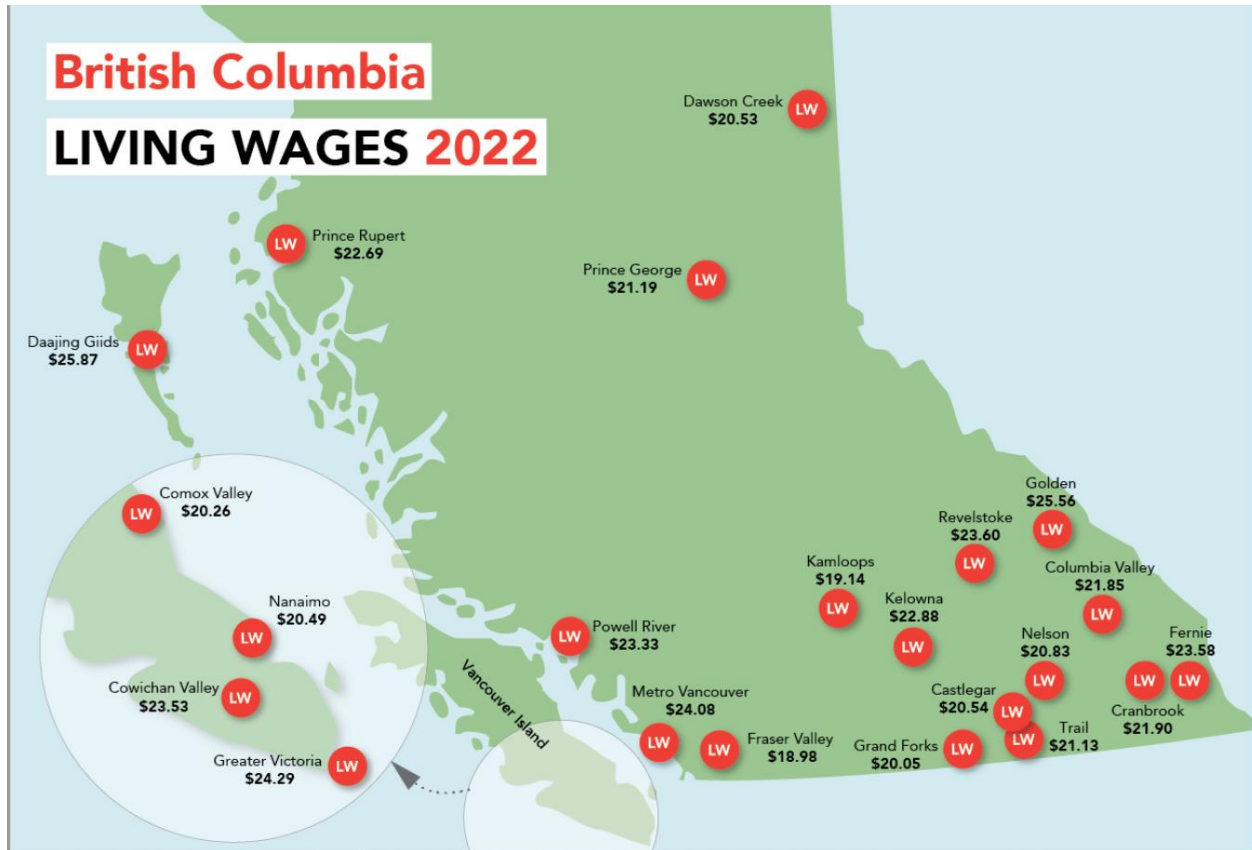 British Columbia
LIVING WAGES 2022
Dawson Creek
$20.53
LW
Prince Rupert
$22.69
LW
Prince George
$21.19
LW
Daajing Giids
$25.87
LW
Comox Valley
$20.26
LW
Nanaimo
$20.49
LW
Cowichan Valley
$23.53
LW
Greater Victoria
$24.29
LW
Vancouver Island
Powell River
$23.33
LW
Metro Vancouver
$24.08
LW
Fraser Valley
$18.98
LW
Kamloops
$19.14
LW
Kelowna
$22.88
LW
Revelstoke
$23.60
LW
Golden
$25.56
LW
Columbia Valley
$21.85
LW
Nelson
$20.83
LW
Fernie
$23.58
LW
LW
Cranbrook
$21.90
Castlegar
$20.54
LW
LW
Trail
$21.13
Grand Forks
$20.05
LW